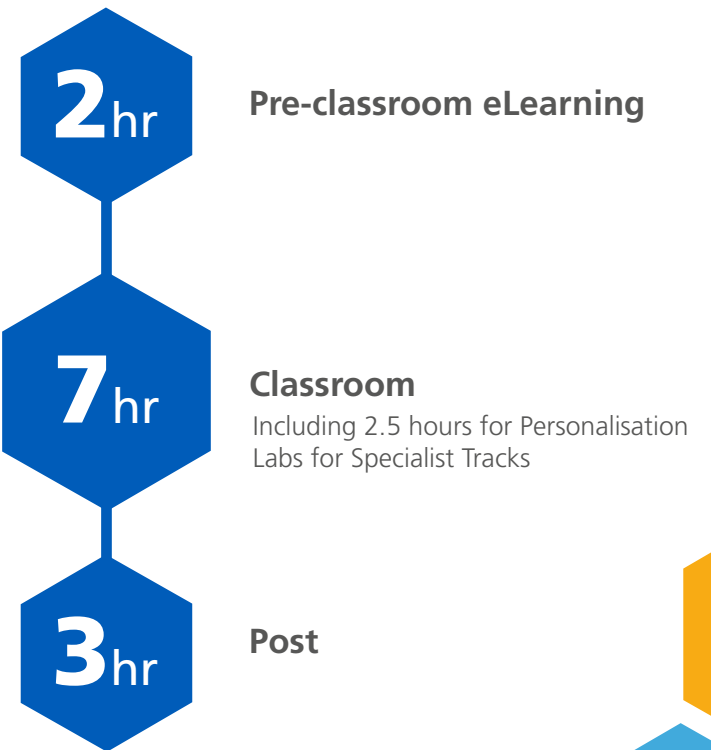 2hr
Pre-classroom eLearning
7hr
Classroom
Including 2.5 hours for Personalisation
Labs for Specialist Tracks
3hr
Post